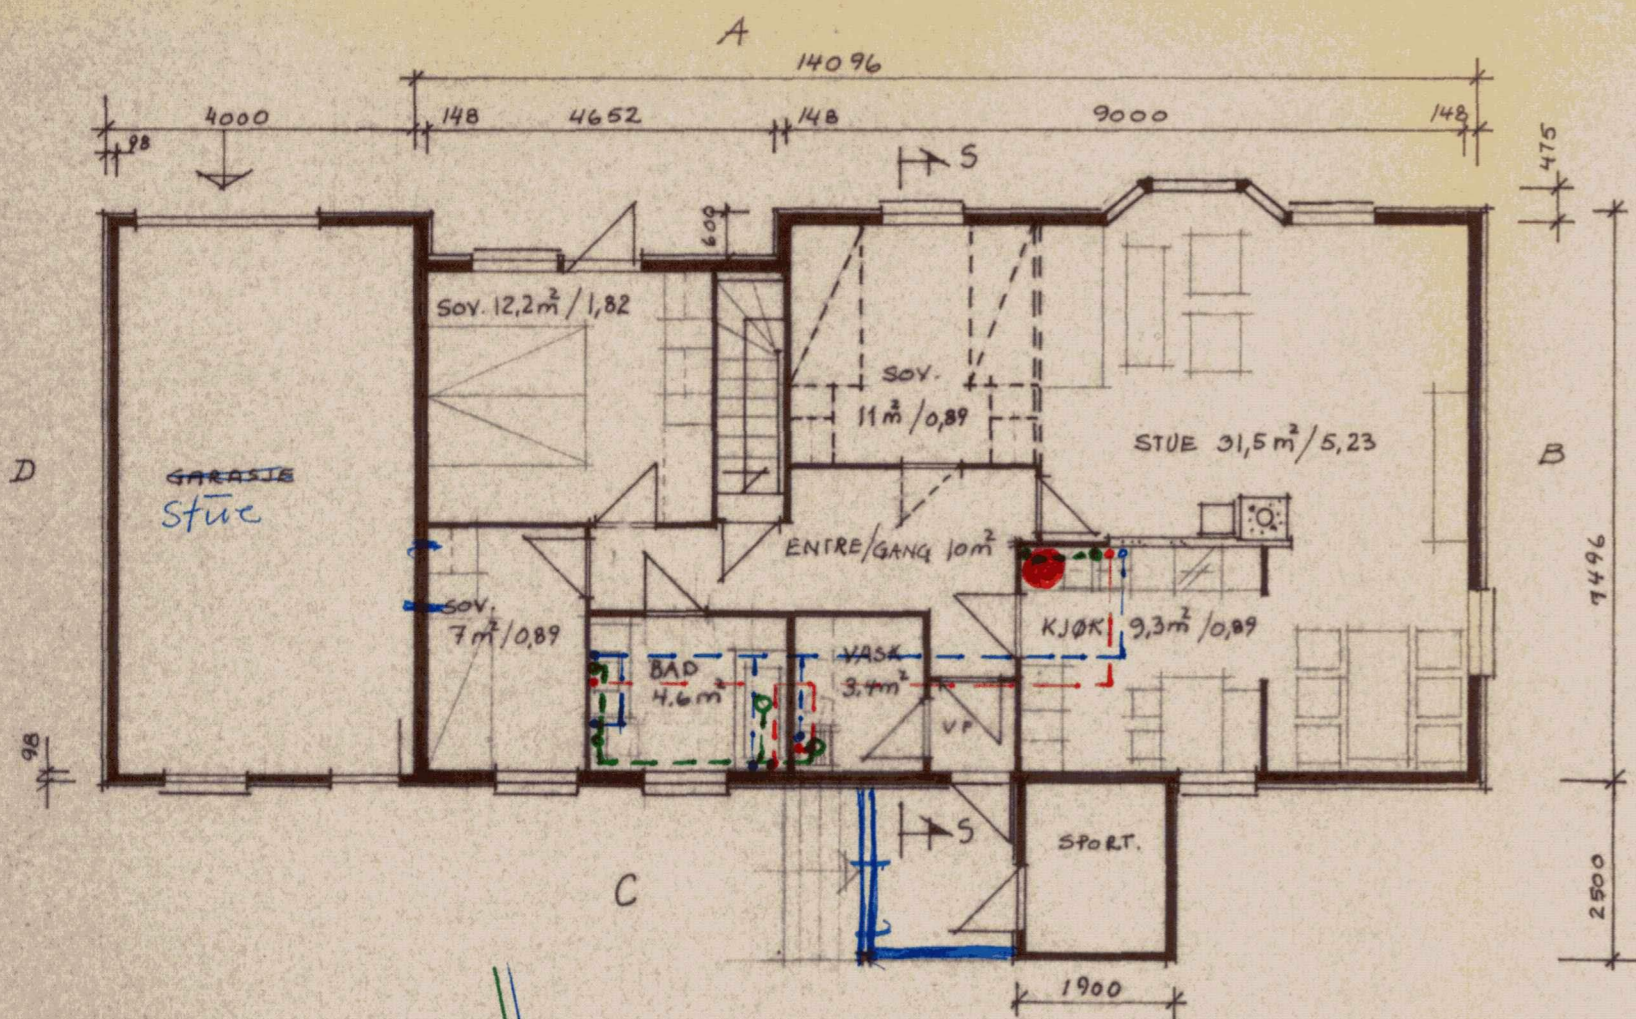 A
14096
4000
148
4652
148
9000
148
98
S
475
600
SOV. 12,2m²/1,82
SOV.
11m²/0,89
STUE 31,5m²/5,23
D
B
GARASJE
Stūe
ENTRE/GANG 10m²
SOV.
7m²/0,89
BAD
4.6m²
VASK
3.4m²
KJØK. 9,3m²/0,89
VF
7496
98
S
SPORT.
C
2500
1900